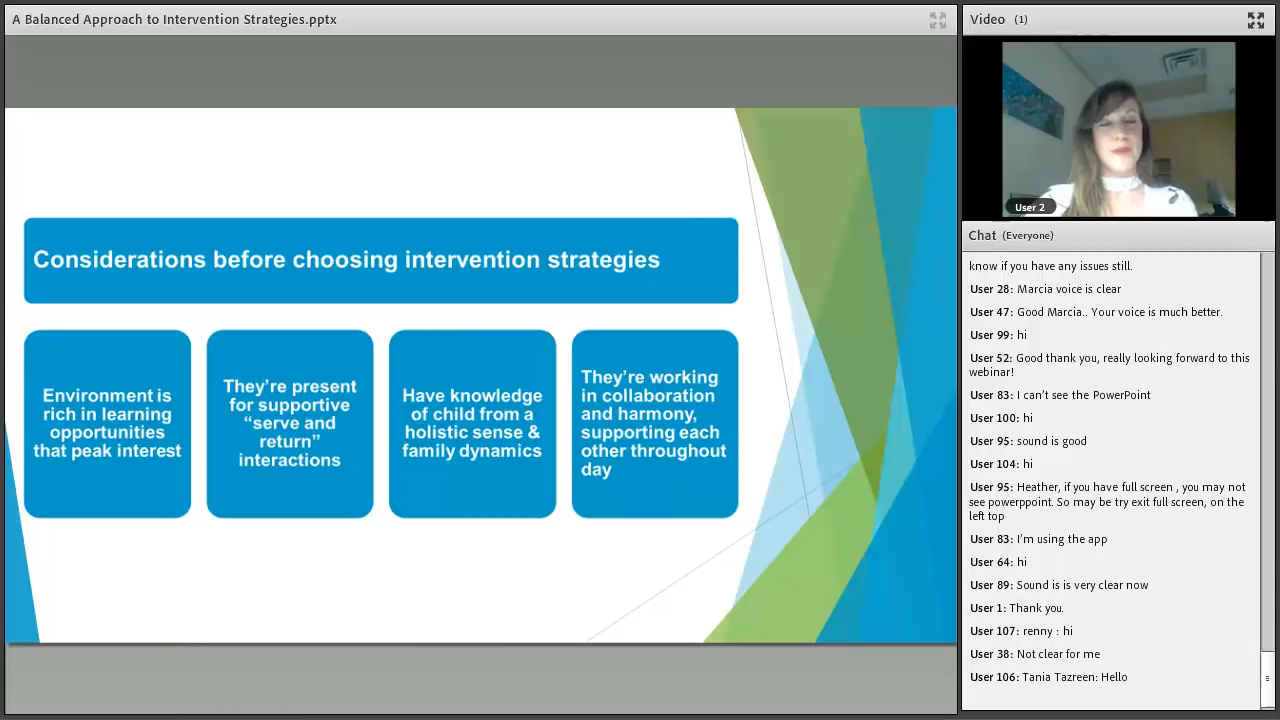 A Balanced Approach to Intervention Strategies.pptx
Considerations before choosing intervention strategies
Environment is
rich in learning
opportunities
that peak interest
They’re present
for supportive
“serve and
return”
interactions
Have knowledge
of child from a
holistic sense &
family dynamics
They’re working
in collaboration
and harmony,
supporting each
other throughout
day
Video (1)
User 2
Chat (Everyone)
know if you have any issues still.
User 28: Marcia voice is clear
User 47: Good Marcia.. Your voice is much better.
User 99: hi
User 52: Good thank you, really looking forward to this
webinar!
User 83: I can’t see the PowerPoint
User 100: hi
User 95: sound is good
User 104: hi
User 95: Heather, if you have full screen , you may not
see powerppoint. So may be try exit full screen, on the
left top
User 83: I’m using the app
User 64: hi
User 89: Sound is is very clear now
User 1: Thank you.
User 107: renny : hi
User 38: Not clear for me
User 106: Tania Tazreen: Hello